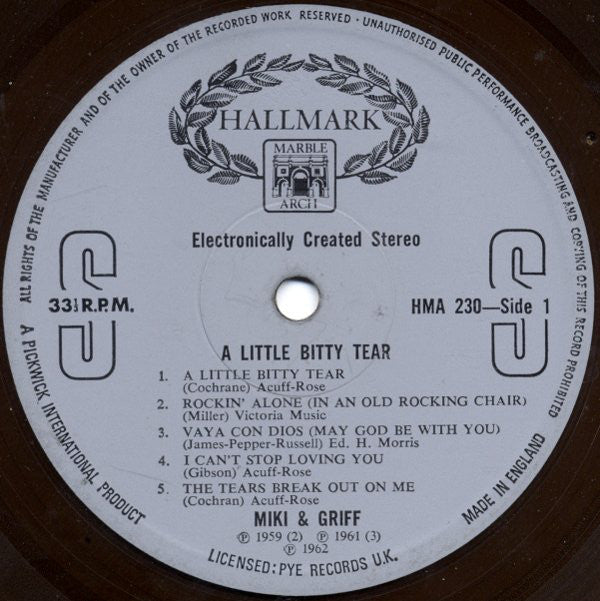 ALL RIGHTS OF THE MANUFACTURER AND OF THE OWNER OF THE RECORDED WORK RESERVED · UNAUTHORISED PUBLIC PERFORMANCE BROADCASTING AND COPYING OF THIS RECORD PROHIBITED
HALLMARK
MARBLE
ARCH
Electronically Created Stereo
33⅓ R.P.M.
HMA 230—Side 1
A LITTLE BITTY TEAR
1. A LITTLE BITTY TEAR
(Cochrane) Acuff-Rose
2. ROCKIN' ALONE (IN AN OLD ROCKING CHAIR)
(Miller) Victoria Music
3. VAYA CON DIOS (MAY GOD BE WITH YOU)
(James-Pepper-Russell) Ed. H. Morris
4. I CAN'T STOP LOVING YOU
(Gibson) Acuff-Rose
5. THE TEARS BREAK OUT ON ME
(Cochran) Acuff-Rose
MIKI & GRIFF
Ⓟ 1959 (2) Ⓟ 1961 (3)
Ⓟ 1962
A PICKWICK INTERNATIONAL PRODUCT
LICENSED: PYE RECORDS U.K.
MADE IN ENGLAND